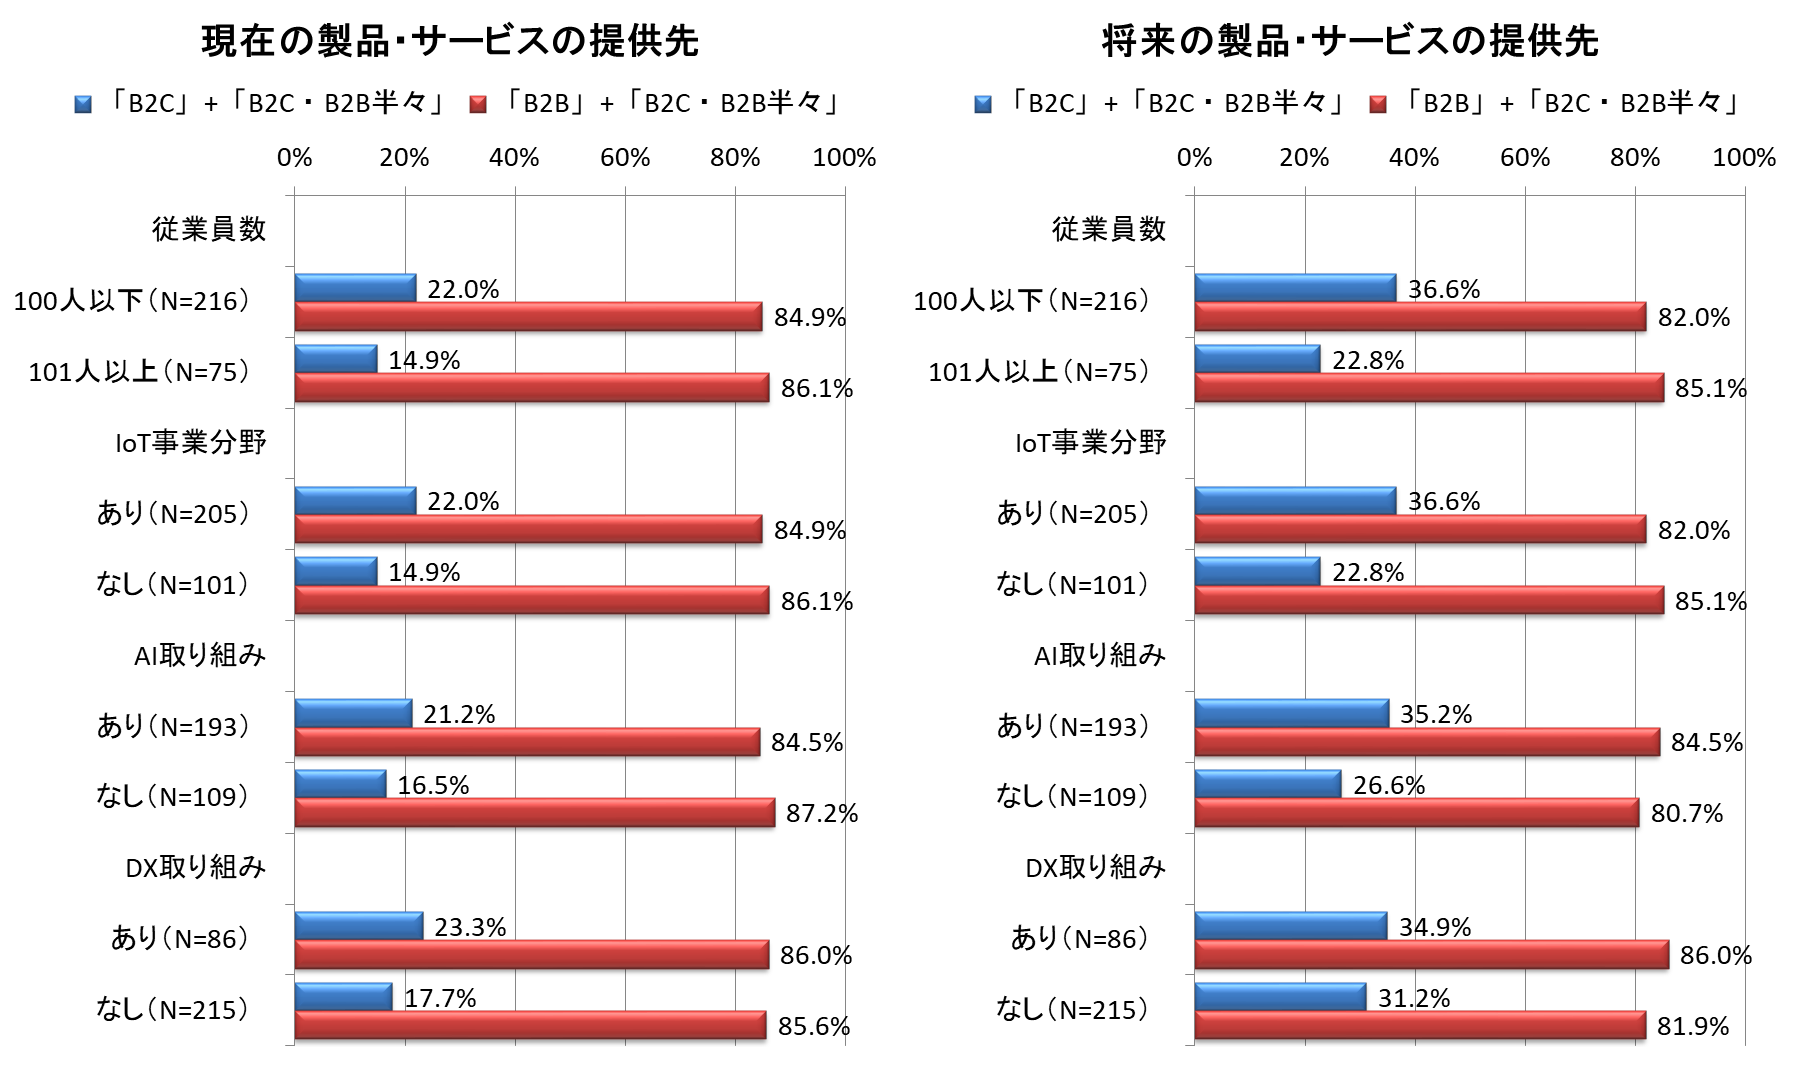 現在の製品・サービスの提供先
「B2C」+「B2C・B2B半々」 「B2B」+「B2C・B2B半々」
0% 20% 40% 60% 80% 100%
従業員数
100人以下(N=216) 22.0% 84.9%
101人以上(N=75) 14.9% 86.1%
IoT事業分野
あり(N=205) 22.0% 84.9%
なし(N=101) 14.9% 86.1%
AI取り組み
あり(N=193) 21.2% 84.5%
なし(N=109) 16.5% 87.2%
DX取り組み
あり(N=86) 23.3% 86.0%
なし(N=215) 17.7% 85.6%
将来の製品・サービスの提供先
「B2C」+「B2C・B2B半々」 「B2B」+「B2C・B2B半々」
0% 20% 40% 60% 80% 100%
従業員数
100人以下(N=216) 36.6% 82.0%
101人以上(N=75) 22.8% 85.1%
IoT事業分野
あり(N=205) 36.6% 82.0%
なし(N=101) 22.8% 85.1%
AI取り組み
あり(N=193) 35.2% 84.5%
なし(N=109) 26.6% 80.7%
DX取り組み
あり(N=86) 34.9% 86.0%
なし(N=215) 31.2% 81.9%